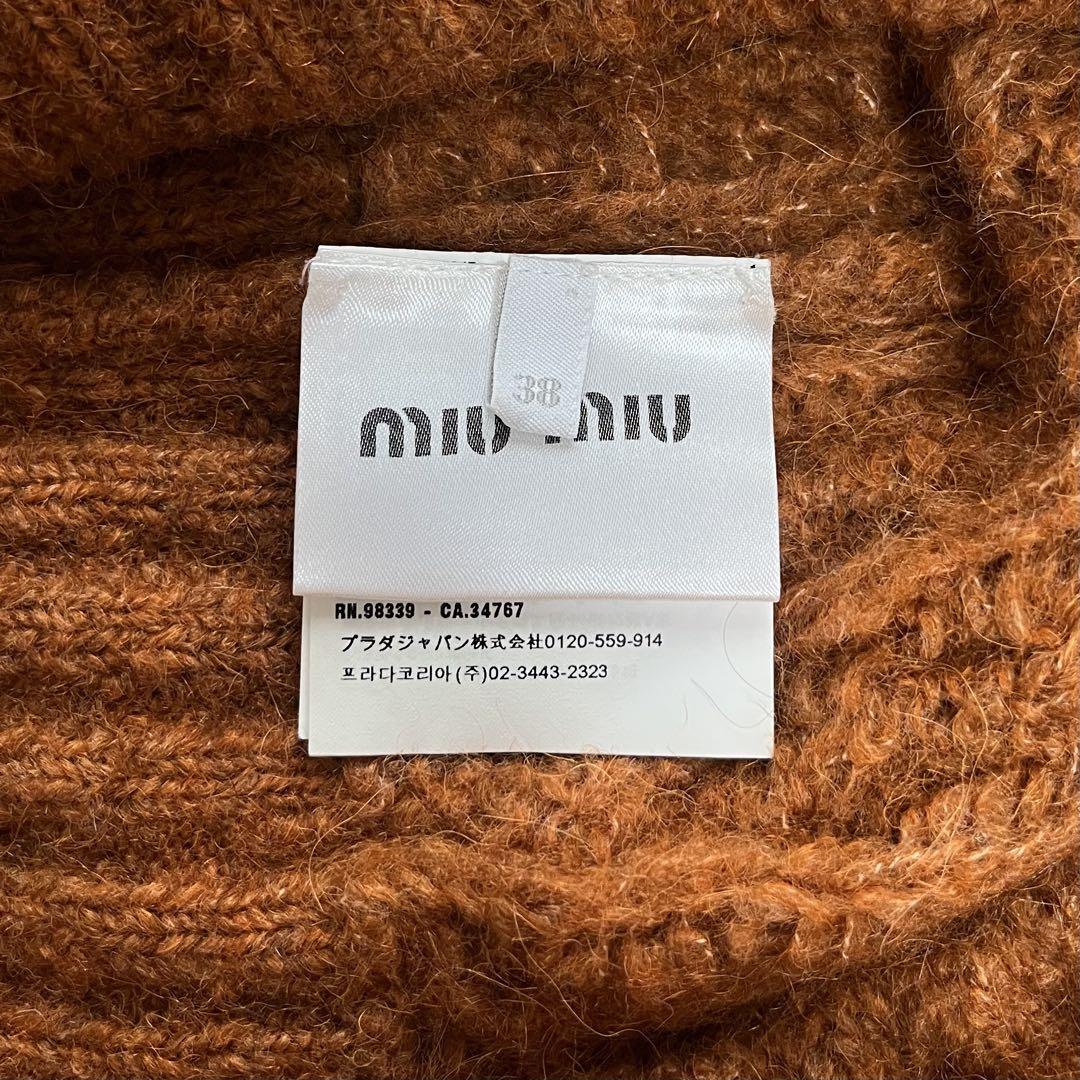 38
miu miu
RN.98339 - CA.34767
プラダジャパン株式会社0120-559-914
프라다코리아(주)02-3443-2323